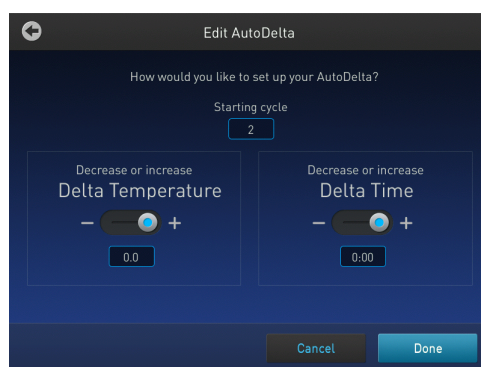 Edit AutoDelta
How would you like to set up your AutoDelta?
Starting cycle
2
Decrease or increase
Delta Temperature
− +
0.0
Decrease or increase
Delta Time
− +
0:00
Cancel
Done